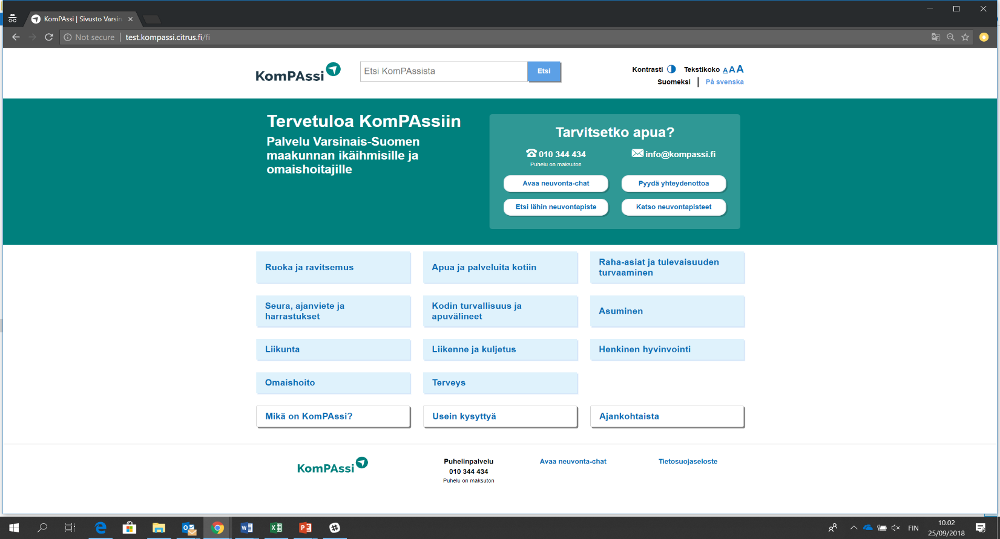 KomPAssi | Sivusto Varsin
Not secure | test.kompassi.citrus.fi/fi
KomPAssi
Etsi KomPAssista
Etsi
Kontrasti
Tekstikoko A A A
Suomeksi
På svenska
Tervetuloa KomPAssiin
Palvelu Varsinais-Suomen
maakunnan ikäihmisille ja
omaishoitajille
Tarvitsetko apua?
010 344 434
Puhelu on maksuton
info@kompassi.fi
Avaa neuvonta-chat
Pyydä yhteydenottoa
Etsi lähin neuvontapiste
Katso neuvontapisteet
Ruoka ja ravitsemus
Apua ja palveluita kotiin
Raha-asiat ja tulevaisuuden
turvaaminen
Seura, ajanviete ja
harrastukset
Kodin turvallisuus ja
apuvälineet
Asuminen
Liikunta
Liikenne ja kuljetus
Henkinen hyvinvointi
Omaishoito
Terveys
Mikä on KomPAssi?
Usein kysyttyä
Ajankohtaista
KomPAssi
Puhelinpalvelu
010 344 434
Puhelu on maksuton
Avaa neuvonta-chat
Tietosuojaseloste
FIN
10.02
25/09/2018